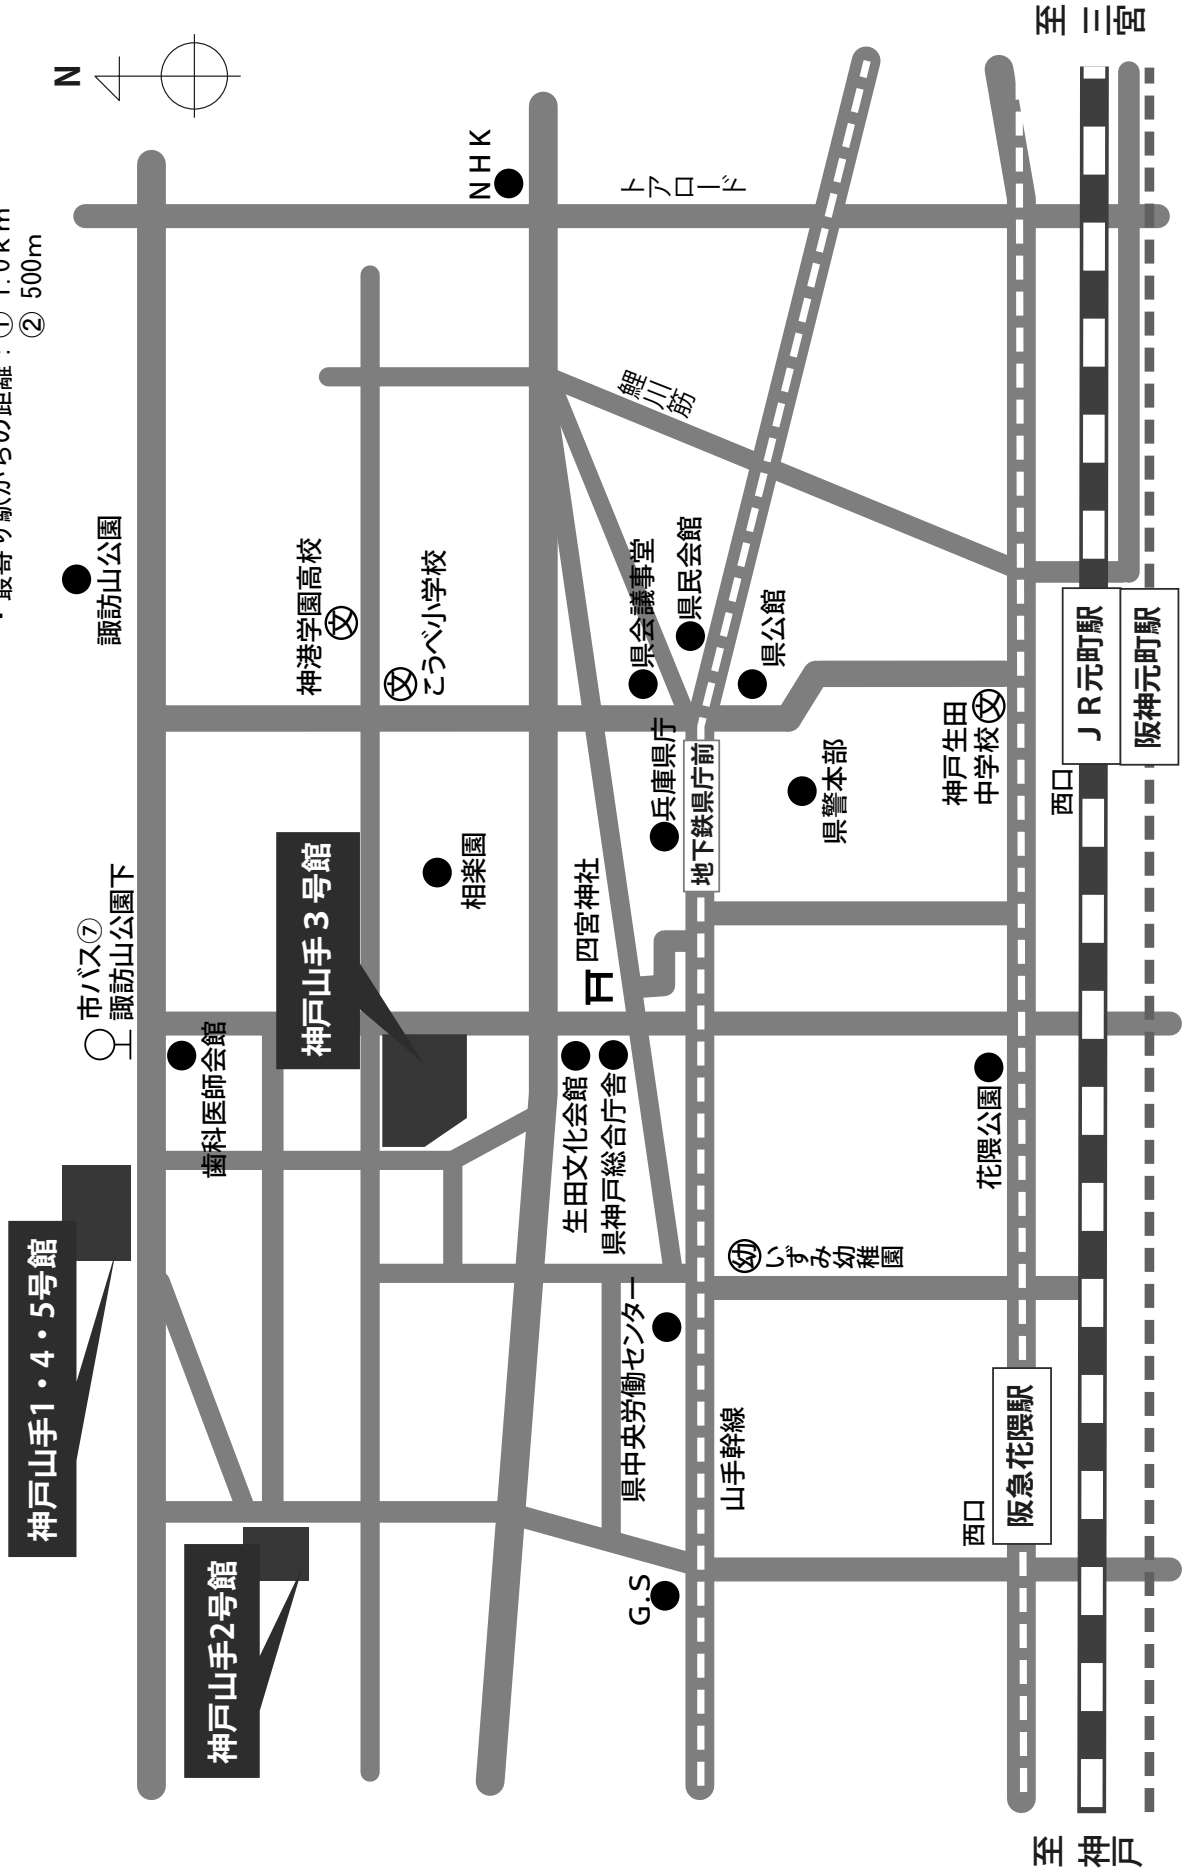 ・最寄り駅からの距離：① 1.0ｋｍ
② 500m
N
至 三宮
NHK
トアロード
鯉川筋
諏訪山公園
神港学園高校
文
文
こうべ小学校
県会議事堂
県民会館
県公館
兵庫県庁
地下鉄県庁前
県警本部
神戸生田
中学校
文
西口
ＪＲ元町駅
阪神元町駅
市バス⑦
諏訪山公園下
神戸山手３号館
相楽園
四宮神社
歯科医師会館
生田文化会館
県神戸総合庁舎
花隈公園
神戸山手1・4・5号館
幼
いずみ幼稚園
県中央労働センター
山手幹線
阪急花隈駅
西口
神戸山手2号館
G.S
至 神戸